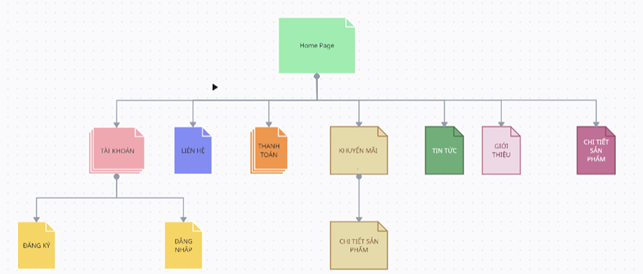 Home Page
TÀI KHOẢN
LIÊN HỆ
THANH
TOÁN
KHUYẾN MÃI
TIN TỨC
GIỚI
THIỆU
CHI TIẾT
SẢN
PHẨM
ĐĂNG KÝ
ĐĂNG
NHẬP
CHI TIẾT SẢN
PHẨM